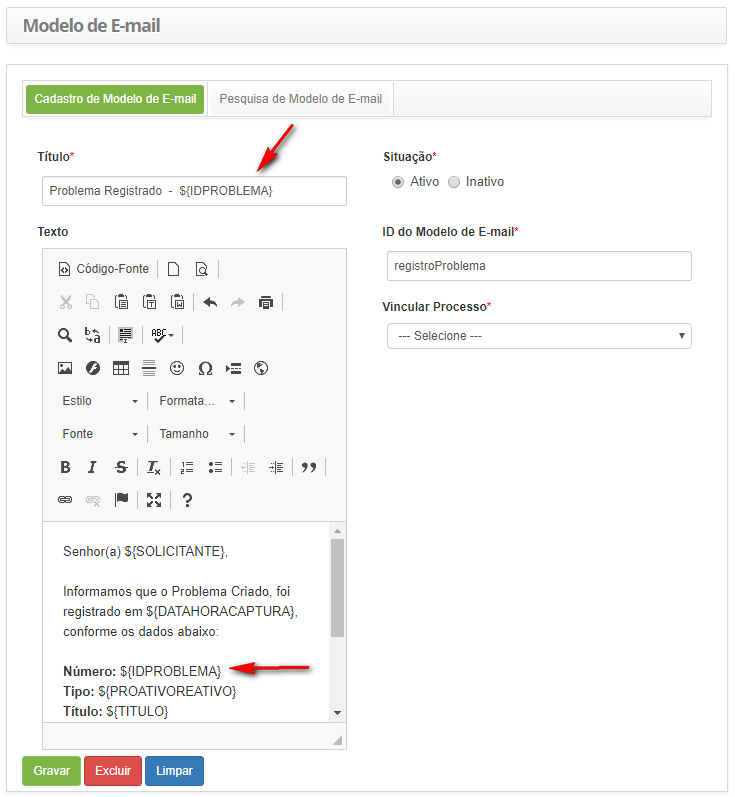 Modelo de E-mail
Cadastro de Modelo de E-mail
Pesquisa de Modelo de E-mail
Título*
Situação*
Problema Registrado - ${IDPROBLEMA}
Ativo
Inativo
Texto
ID do Modelo de E-mail*
Código-Fonte
registroProblema
Vincular Processo*
--- Selecione ---
ABC
Estilo
Formata...
Fonte
Tamanho
B I S Tx
?
Senhor(a) ${SOLICITANTE},
Informamos que o Problema Criado, foi
registrado em ${DATAHORACAPTURA},
conforme os dados abaixo:
Número: ${IDPROBLEMA}
Tipo: ${PROATIVOREATIVO}
Título: ${TITULO}
Gravar
Excluir
Limpar